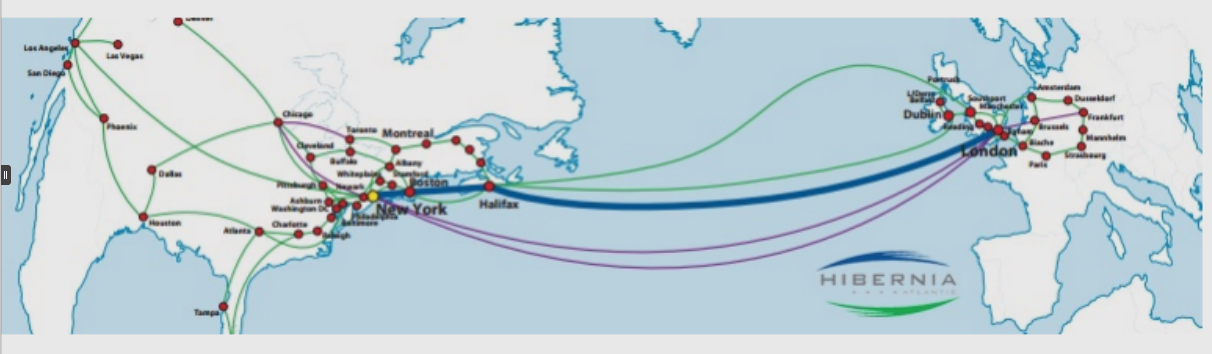 Denver
Los Angeles
Las Vegas
San Diego
Phoenix
Chicago
Dallas
Houston
Toronto
Montreal
Cleveland
Buffalo
Albany
Whiteplains
Stamford
Pittsburgh
Newark
Boston
Ashburn
Washington DC
New York
Halifax
Philadelphia
Baltimore
Charlotte
Raleigh
Atlanta
Tampa
Portrush
Belfast
Dublin
Southport
Manchester
Reading
London
Amsterdam
Dusseldorf
Frankfurt
Brussels
Mannheim
Strasbourg
Paris
HIBERNIA
ATLANTIC